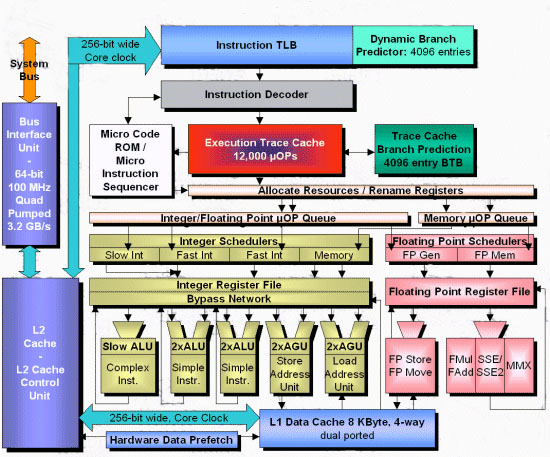 256-bit wide
Core clock
Instruction TLB
Dynamic Branch
Predictor: 4096 entries
System
Bus
Instruction Decoder
Bus
Interface
Unit
-
64-bit
100 MHz
Quad
Pumped
3.2 GB/s
Micro Code
ROM /
Micro
Instruction
Sequencer
Execution Trace Cache
12,000 µOPs
Trace Cache
Branch Prediction
4096 entry BTB
Allocate Resources / Rename Registers
Integer/Floating Point µOP Queue
Memory µOP Queue
Integer Schedulers
Floating Point Schedulers
Slow Int
Fast Int
Fast Int
Memory
FP Gen
FP Mem
Integer Register File
Bypass Network
Floating Point Register File
L2
Cache
-
L2 Cache
Control
Unit
Slow ALU
Complex
Instr.
2xALU
Simple
Instr.
2xALU
Simple
Instr.
2xAGU
Store
Address
Unit
2xAGU
Load
Address
Unit
FP Store
FP Move
FMul
FAdd
SSE/
SSE2
MMX
256-bit wide, Core Clock
L1 Data Cache 8 KByte, 4-way
dual ported
Hardware Data Prefetch